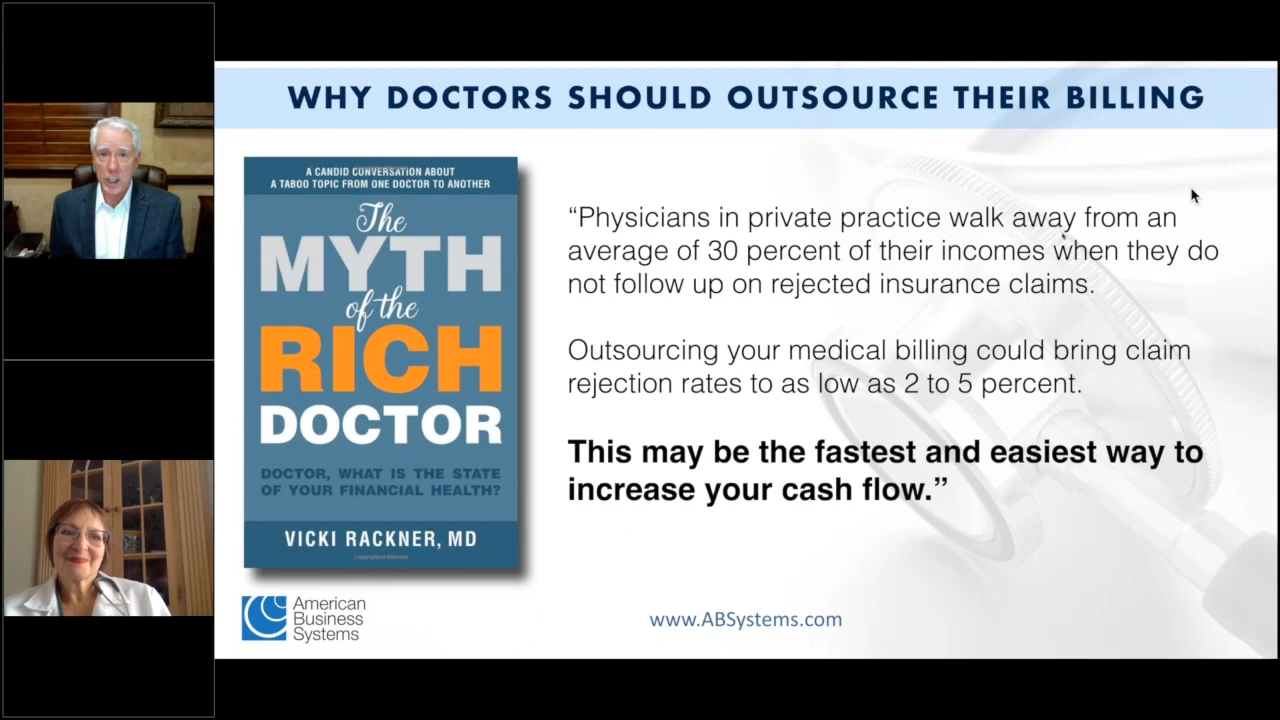 WHY DOCTORS SHOULD OUTSOURCE THEIR BILLING
A CANDID CONVERSATION ABOUT
A TABOO TOPIC FROM ONE DOCTOR TO ANOTHER
The
MYTH
of the
RICH
DOCTOR
DOCTOR, WHAT IS THE STATE
OF YOUR FINANCIAL HEALTH?
VICKI RACKNER, MD
“Physicians in private practice walk away from an
average of 30 percent of their incomes when they do
not follow up on rejected insurance claims.
Outsourcing your medical billing could bring claim
rejection rates to as low as 2 to 5 percent.
This may be the fastest and easiest way to
increase your cash flow.”
American
Business
Systems
www.ABSystems.com